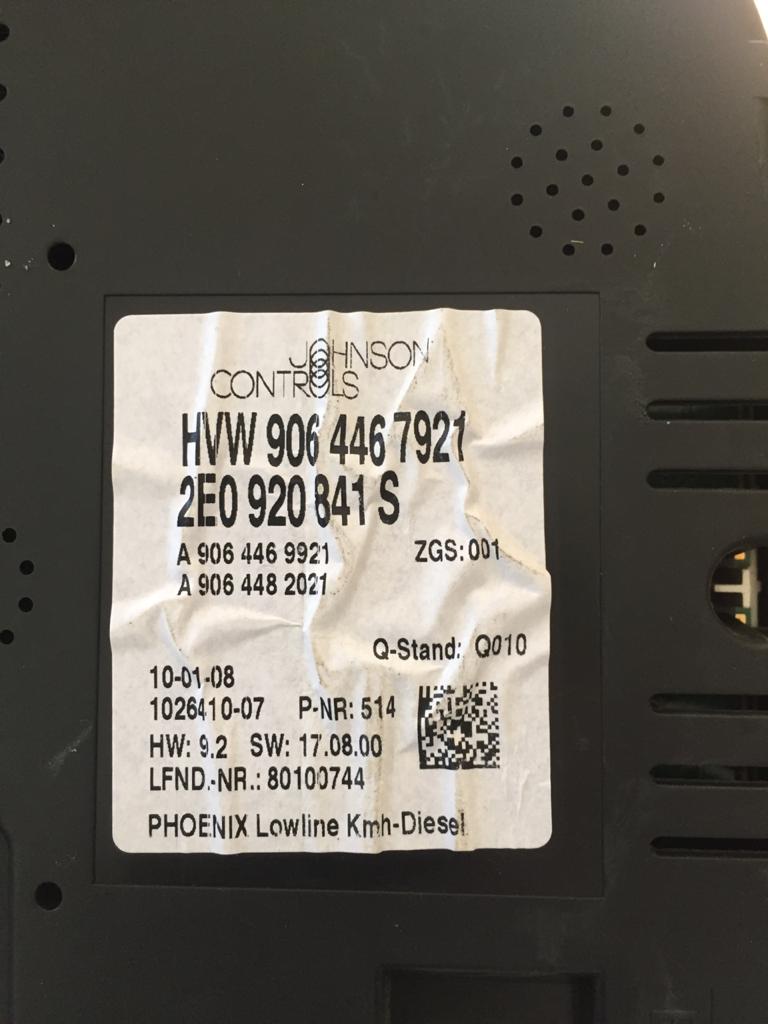 JOHNSON
CONTROLS
HVW 906 446 7921
2E0 920 841 S
A 906 446 9921 ZGS: 001
A 906 448 2021
Q-Stand: Q010
10-01-08
1026410-07 P-NR: 514
HW: 9.2 SW: 17.08.00
LFND.-NR.: 80100744
PHOENIX Lowline Kmh-Diesel